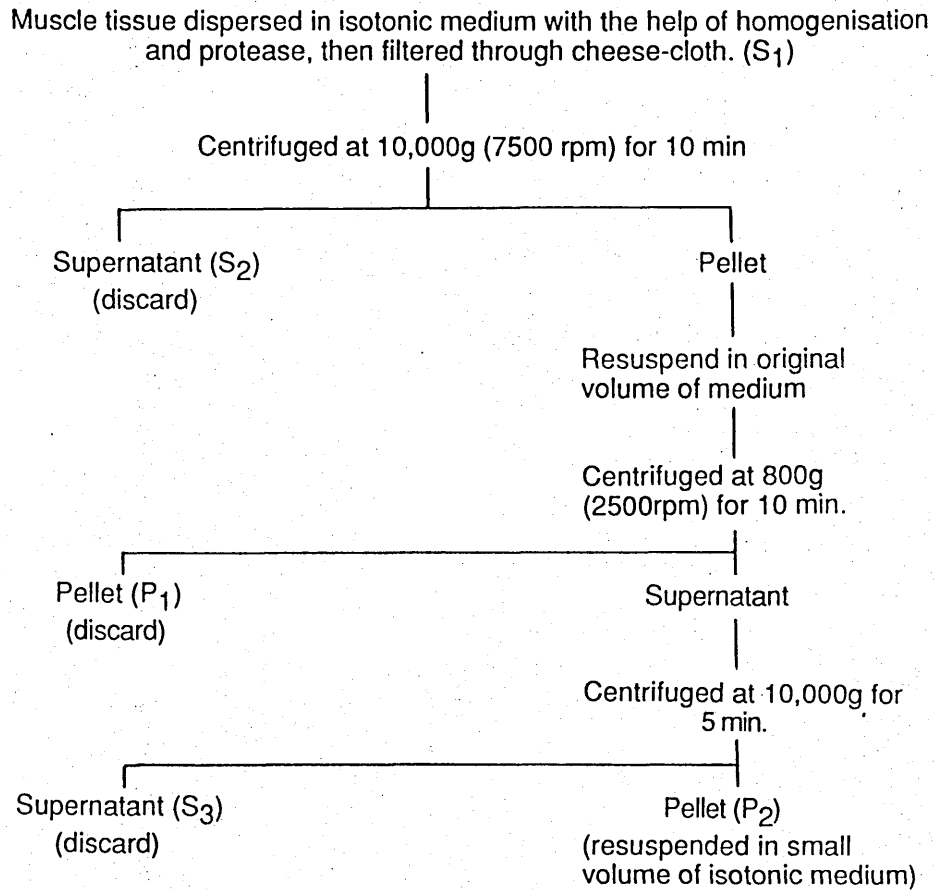 Muscle tissue dispersed in isotonic medium with the help of homogenisation
and protease, then filtered through cheese-cloth. (S1)
Centrifuged at 10,000g (7500 rpm) for 10 min
Supernatant (S2)
(discard)
Pellet
Resuspend in original
volume of medium
Centrifuged at 800g
(2500rpm) for 10 min.
Pellet (P1)
(discard)
Supernatant
Centrifuged at 10,000g for
5 min.
Supernatant (S3)
(discard)
Pellet (P2)
(resuspended in small
volume of isotonic medium)